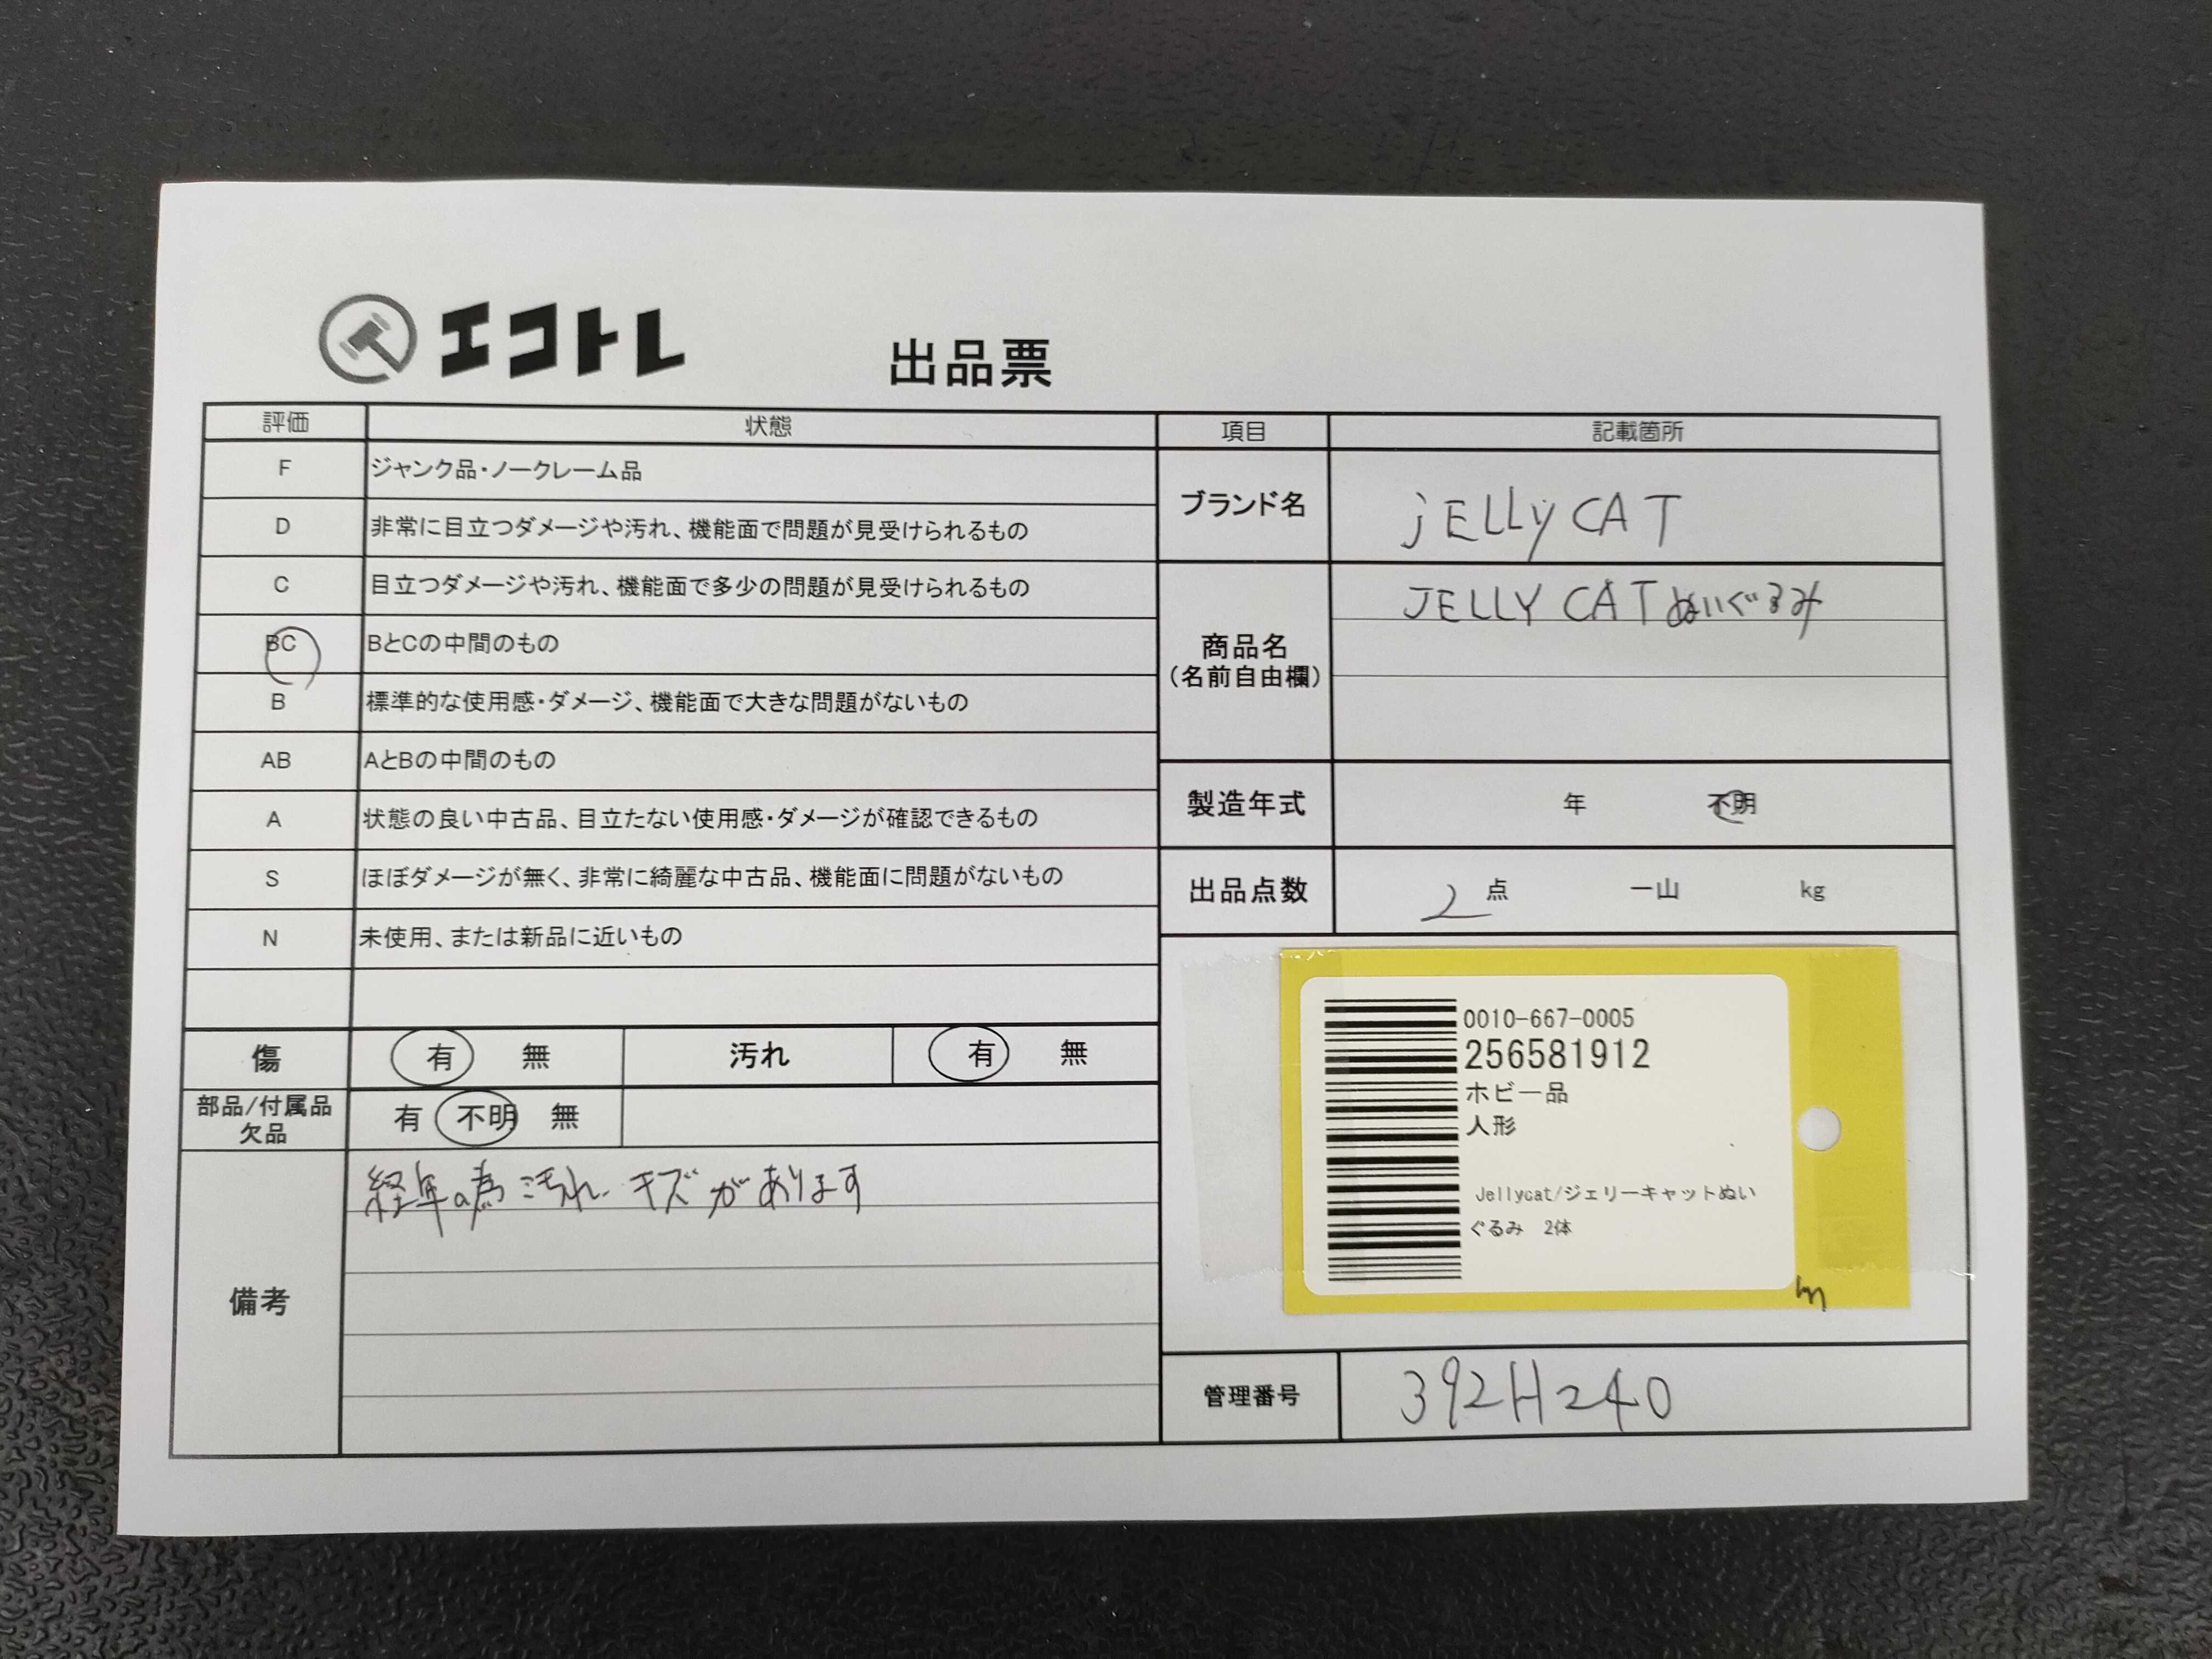 エコトレ 出品票
評価 状態
F ジャンク品・ノークレーム品
D 非常に目立つダメージや汚れ、機能面で問題が見受けられるもの
C 目立つダメージや汚れ、機能面で多少の問題が見受けられるもの
BC BとCの中間のもの
B 標準的な使用感・ダメージ、機能面で大きな問題がないもの
AB AとBの中間のもの
A 状態の良い中古品、目立たない使用感・ダメージが確認できるもの
S ほぼダメージが無く、非常に綺麗な中古品、機能面に問題がないもの
N 未使用、または新品に近いもの
傷 有 無 汚れ 有 無
部品/付属品
欠品
有 不明 無
備考
経年の為汚れ、キズがあります
項目 記載箇所
ブランド名 jELLyCAT
商品名
(名前自由欄)
JELLY CATぬいぐるみ
製造年式 年 不明
出品点数 2点 一山 kg
0010-667-0005
256581912
ホビー品
人形
Jellycat/ジェリーキャットぬい
ぐるみ 2体
管理番号 392H240